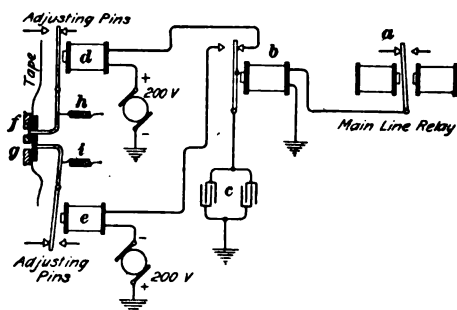 Adjusting Pins
Tape
d
h
f
g
i
e
+
200 V
-
b
a
Main Line Relay
c
-
200 V
+
Adjusting
Pins